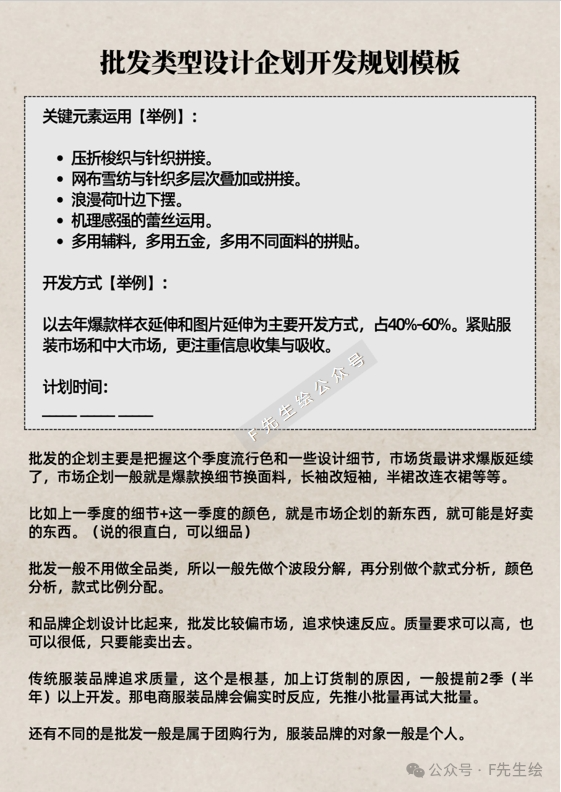 批发类型设计企划开发规划模板
关键元素运用【举例】：
• 压折梭织与针织拼接。
• 网布雪纺与针织多层次叠加或拼接。
• 浪漫荷叶边下摆。
• 机理感强的蕾丝运用。
• 多用辅料，多用五金，多用不同面料的拼贴。
开发方式【举例】：
以去年爆款样衣延伸和图片延伸为主要开发方式，占40%-60%。紧贴服
装市场和中大市场，更注重信息收集与吸收。
计划时间：
____ ____ ____
F先生绘公众号
批发的企划主要是把握这个季度流行色和一些设计细节，市场货最讲求爆版延续
了，市场企划一般就是爆款换细节换面料，长袖改短袖，半裙改连衣裙等等。
比如上一季度的细节+这一季度的颜色，就是市场企划的新东西，就可能是好卖
的东西。（说的很直白，可以细品）
批发一般不用做全品类，所以一般先做个波段分解，再分别做个款式分析，颜色
分析，款式比例分配。
和品牌企划设计比起来，批发比较偏市场，追求快速反应。质量要求可以高，也
可以很低，只要能卖出去。
传统服装品牌追求质量，这个是根基，加上订货制的原因，一般提前2季（半
年）以上开发。那电商服装品牌会偏实时反应，先推小批量再试大批量。
还有不同的是批发一般是属于团购行为，服装品牌的对象一般是个人。
公众号 · F先生绘